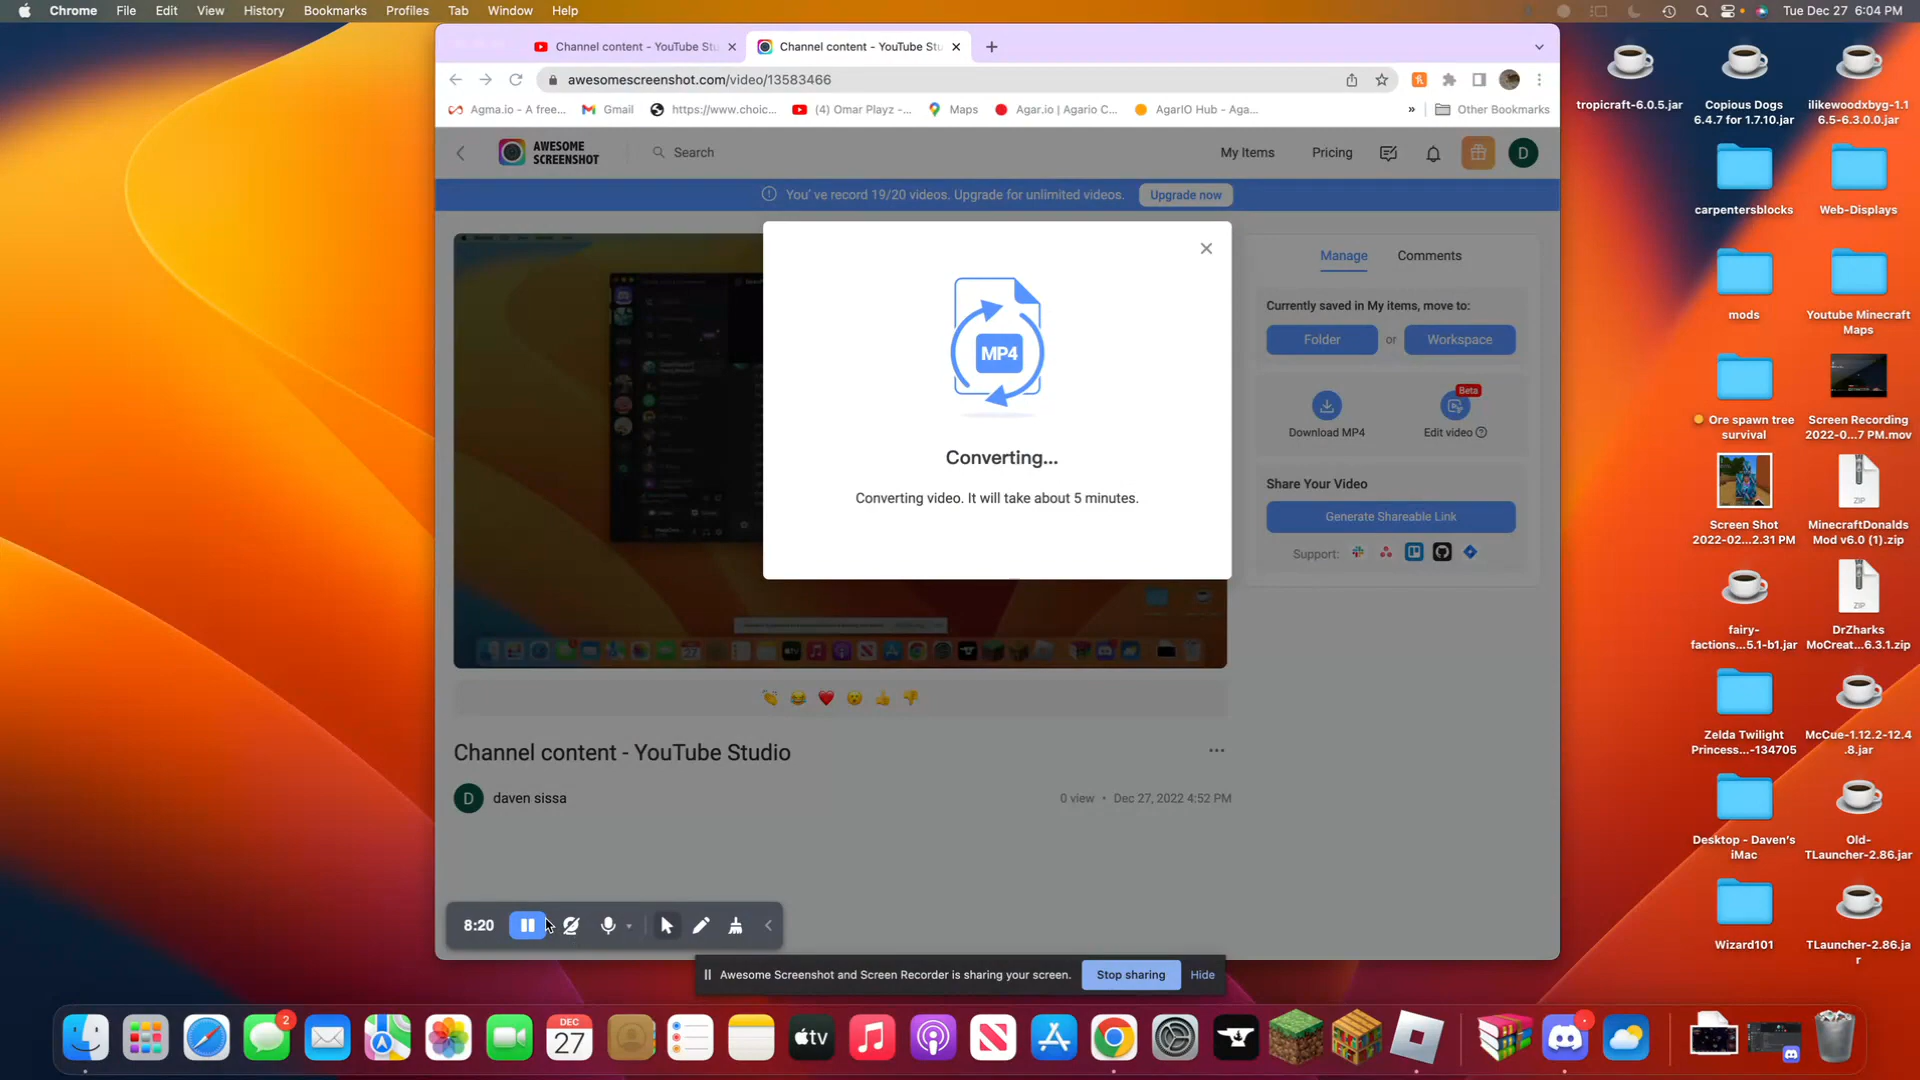 Chrome File Edit View History Bookmarks Profiles Tab Window Help
Tue Dec 27 6:04 PM
Channel content - YouTube Stu
Channel content - YouTube Stu
awesomescreenshot.com/video/13583466
Agma.io - A free...
Gmail
https://www.choic...
(4) Omar Playz -...
Maps
Agar.io | Agario C...
AgarIO Hub - Aga...
»
Other Bookmarks
AWESOME
SCREENSHOT
Search
My Items
Pricing
D
You' ve record 19/20 videos. Upgrade for unlimited videos.
Upgrade now
MP4
Converting...
Converting video. It will take about 5 minutes.
Manage
Comments
Currently saved in My items, move to:
Folder
or
Workspace
Beta
Download MP4
Edit video
Share Your Video
Generate Shareable Link
Support:
Channel content - YouTube Studio
D
daven sissa
0 view • Dec 27, 2022 4:52 PM
8:20
Awesome Screenshot and Screen Recorder is sharing your screen.
Stop sharing
Hide
tropicraft-6.0.5.jar
Copious Dogs
6.4.7 for 1.7.10.jar
ilikewoodxbyg-1.1
6.5-6.3.0.0.jar
carpentersblocks
Web-Displays
mods
Youtube Minecraft
Maps
Ore spawn tree
survival
Screen Recording
2022-0...7 PM.mov
ZIP
Screen Shot
2022-02...2.31 PM
MinecraftDonalds
Mod v6.0 (1).zip
ZIP
fairy-
factions...5.1-b1.jar
DrZharks
MoCreat...6.3.1.zip
Zelda Twilight
Princess...-134705
McCue-1.12.2-12.4
.8.jar
Desktop - Daven's
iMac
Old-
TLauncher-2.86.jar
Wizard101
TLauncher-2.86.ja
r
2
DEC
27
tv